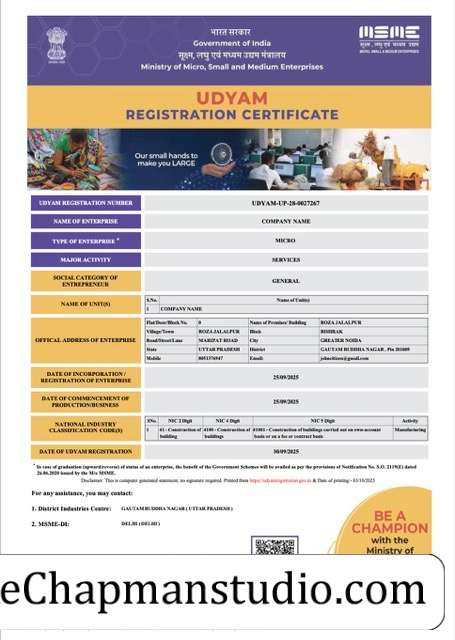 भारत सरकार
Government of India
सूक्ष्म, लघु एवं मध्यम उद्यम मंत्रालय
Ministry of Micro, Small and Medium Enterprises
MSME
सूक्ष्म, लघु एवं मध्यम उद्यम
MICRO, SMALL & MEDIUM ENTERPRISES
UDYAM
REGISTRATION CERTIFICATE
Our small hands to
make you LARGE
UDYAM REGISTRATION NUMBER UDYAM-UP-28-0027267
NAME OF ENTERPRISE COMPANY NAME
TYPE OF ENTERPRISE * MICRO
MAJOR ACTIVITY SERVICES
SOCIAL CATEGORY OF
ENTREPRENEUR GENERAL
NAME OF UNIT(S)
S.No. Name of Unit(s)
1 COMPANY NAME
OFFICAL ADDRESS OF ENTERPRISE
Flat/Door/Block No. 0 Name of Premises/ Building ROZA JALALPUR
Village/Town ROZA JALALPUR Block BISHRAK
Road/Street/Lane MARIPAT ROAD City GREATER NOIDA
State UTTAR PRADESH District GAUTAM BUDDHA NAGAR , Pin 201009
Mobile 8051376947 Email:
DATE OF INCORPORATION /
REGISTRATION OF ENTERPRISE 25/09/2025
DATE OF COMMENCEMENT OF
PRODUCTION/BUSINESS 25/09/2025
NATIONAL INDUSTRY
CLASSIFICATION CODE(S)
SNo. NIC 2 Digit NIC 4 Digit NIC 5 Digit Activity
1 41 - Construction of building 4100 - Construction of buildings 41001 - Construction of buildings carried out on own-account basis or on a fee or contract basis Manufacturing
DATE OF UDYAM REGISTRATION 30/09/2025
* In case of graduation (upward/reverse) of status of an enterprise, the benefit of the Government Schemes will be availed as per the provisions of Notification No. S.O. 2119(E) dated
26.06.2020 issued by the M/o MSME.
Disclaimer: This is computer generated statement, no signature required. Printed from https://udyamregistration.gov.in & Date of printing:- 03/10/2025
For any assistance, you may contact:
1. District Industries Centre: GAUTAM BUDDHA NAGAR ( UTTAR PRADESH )
2. MSME-DI: DELHI ( DELHI )
BE A
CHAMPION
with the
Ministry of
eChapmanstudio.com